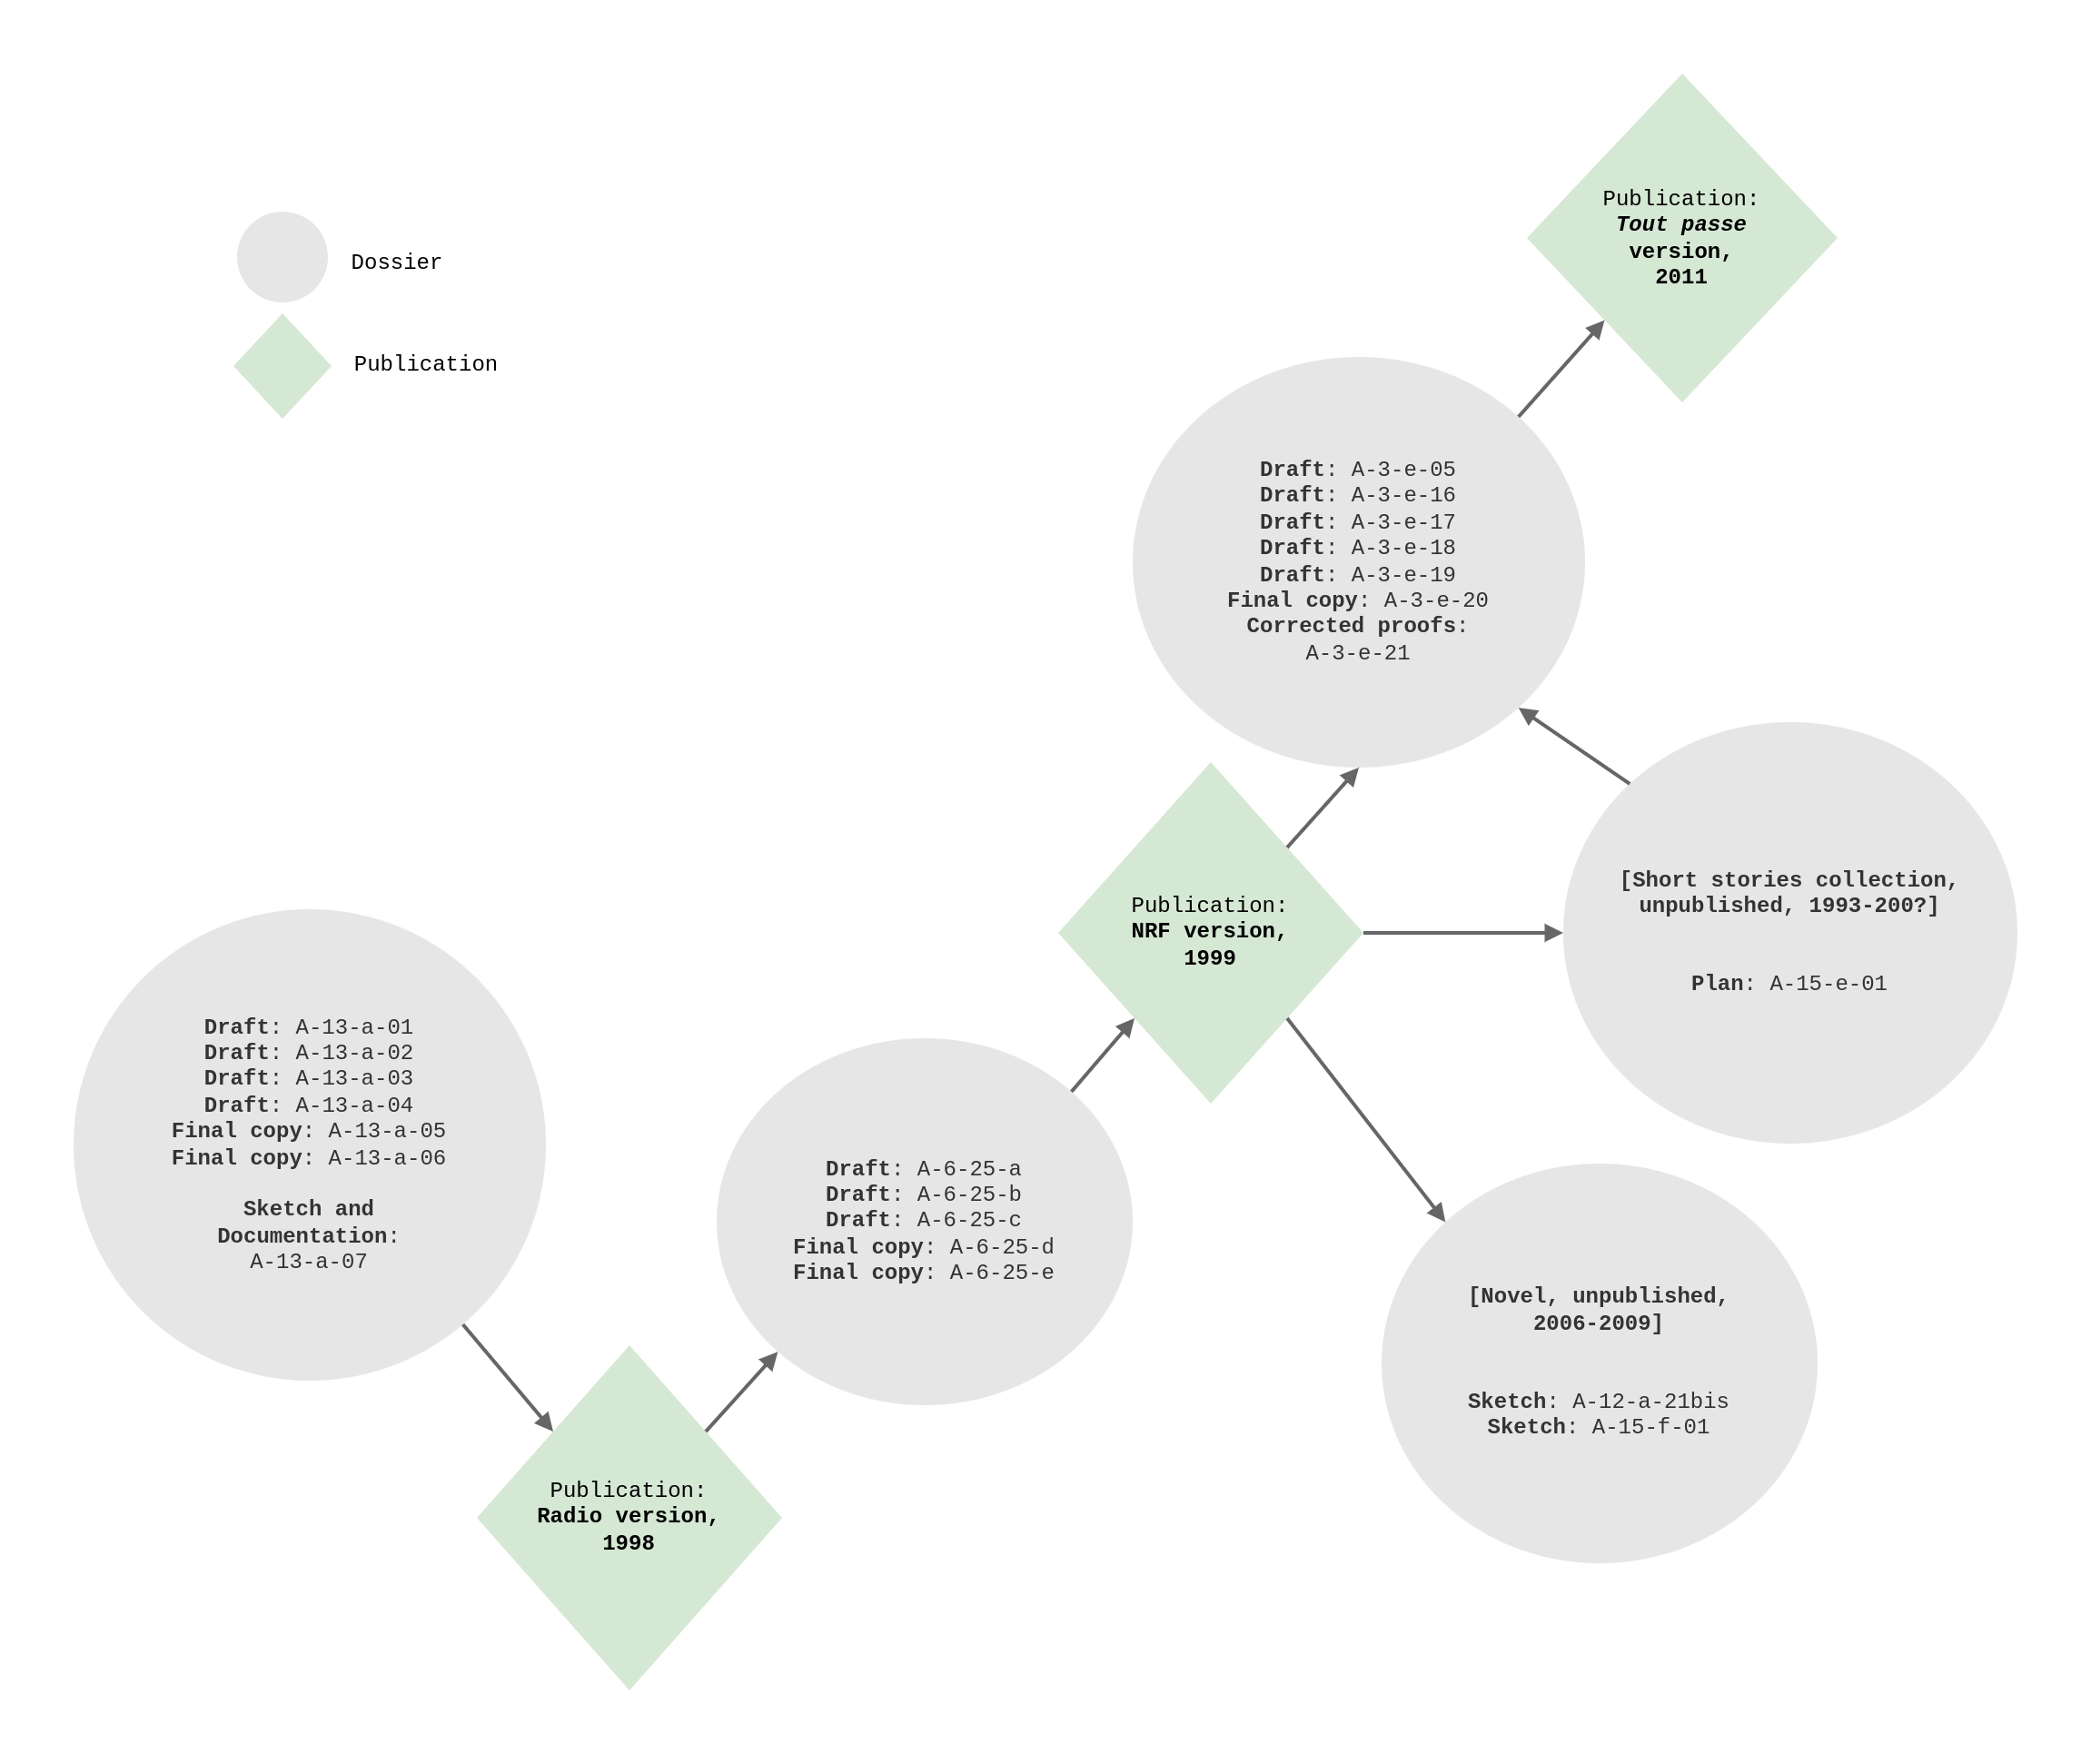 Dossier
Publication
Publication:
Tout passe
version,
2011
Draft: A-3-e-05
Draft: A-3-e-16
Draft: A-3-e-17
Draft: A-3-e-18
Draft: A-3-e-19
Final copy: A-3-e-20
Corrected proofs:
A-3-e-21
[Short stories collection,
unpublished, 1993-200?]
Plan: A-15-e-01
Publication:
NRF version,
1999
Draft: A-13-a-01
Draft: A-13-a-02
Draft: A-13-a-03
Draft: A-13-a-04
Final copy: A-13-a-05
Final copy: A-13-a-06
Sketch and
Documentation:
A-13-a-07
Draft: A-6-25-a
Draft: A-6-25-b
Draft: A-6-25-c
Final copy: A-6-25-d
Final copy: A-6-25-e
[Novel, unpublished,
2006-2009]
Sketch: A-12-a-21bis
Sketch: A-15-f-01
Publication:
Radio version,
1998